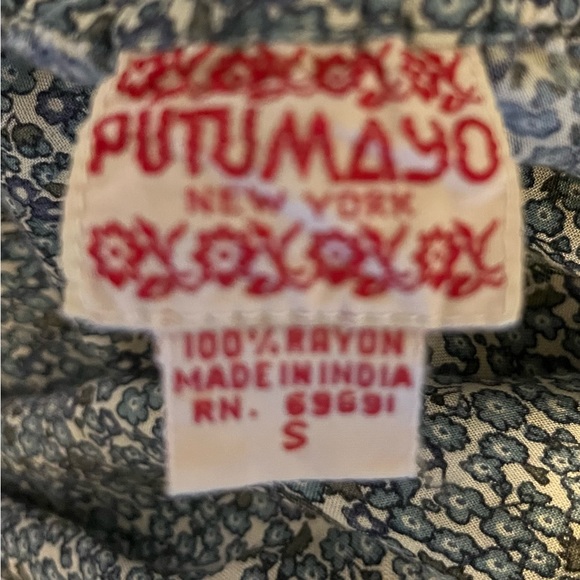 PUTUMAYO
NEW YORK
100% RAYON
MADE IN INDIA
RN. 69691
S